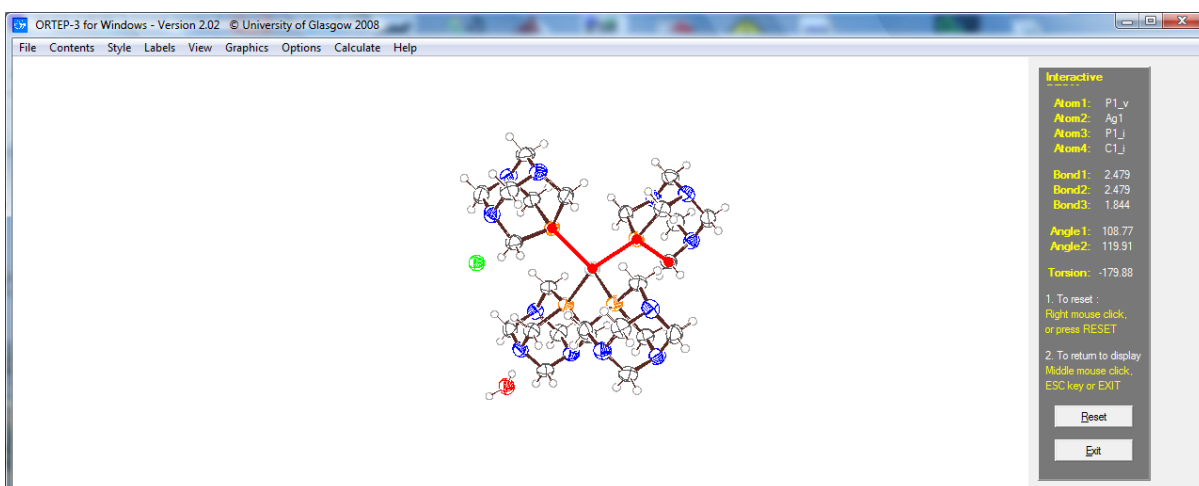 ORTEP-3 for Windows - Version 2.02 © University of Glasgow 2008
File Contents Style Labels View Graphics Options Calculate Help
Interactive
Atom1: P1_v
Atom2: Ag1
Atom3: P1_i
Atom4: C1_i
Bond1: 2.479
Bond2: 2.479
Bond3: 1.844
Angle1: 108.77
Angle2: 119.91
Torsion: -179.88
1. To reset :
Right mouse click,
or press RESET
2. To return to display
Middle mouse click,
ESC key or EXIT
Reset
Exit